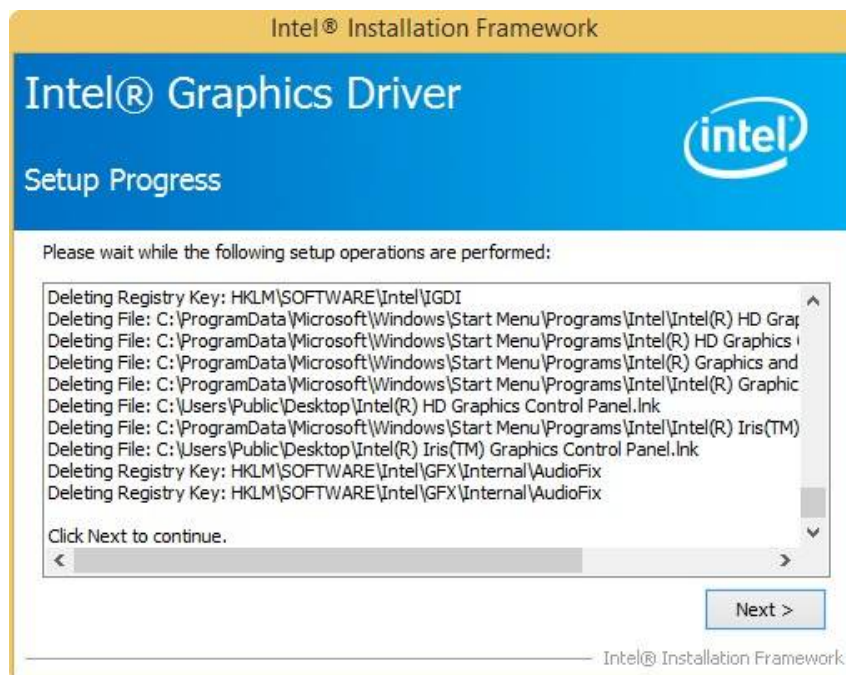 Intel® Installation Framework
Intel® Graphics Driver
intel
Setup Progress
Please wait while the following setup operations are performed:
Deleting Registry Key: HKLM\SOFTWARE\Intel\IGDI
Deleting File: C:\ProgramData\Microsoft\Windows\Start Menu\Programs\Intel\Intel(R) HD Grap
Deleting File: C:\ProgramData\Microsoft\Windows\Start Menu\Programs\Intel(R) HD Graphics
Deleting File: C:\ProgramData\Microsoft\Windows\Start Menu\Programs\Intel(R) Graphics and
Deleting File: C:\ProgramData\Microsoft\Windows\Start Menu\Programs\Intel\Intel(R) Graphic
Deleting File: C:\Users\Public\Desktop\Intel(R) HD Graphics Control Panel.lnk
Deleting File: C:\ProgramData\Microsoft\Windows\Start Menu\Programs\Intel\Intel(R) Iris(TM)
Deleting File: C:\Users\Public\Desktop\Intel(R) Iris(TM) Graphics Control Panel.lnk
Deleting Registry Key: HKLM\SOFTWARE\Intel\GFX\Internal\AudioFix
Deleting Registry Key: HKLM\SOFTWARE\Intel\GFX\Internal\AudioFix
Click Next to continue.
Next >
Intel® Installation Framework